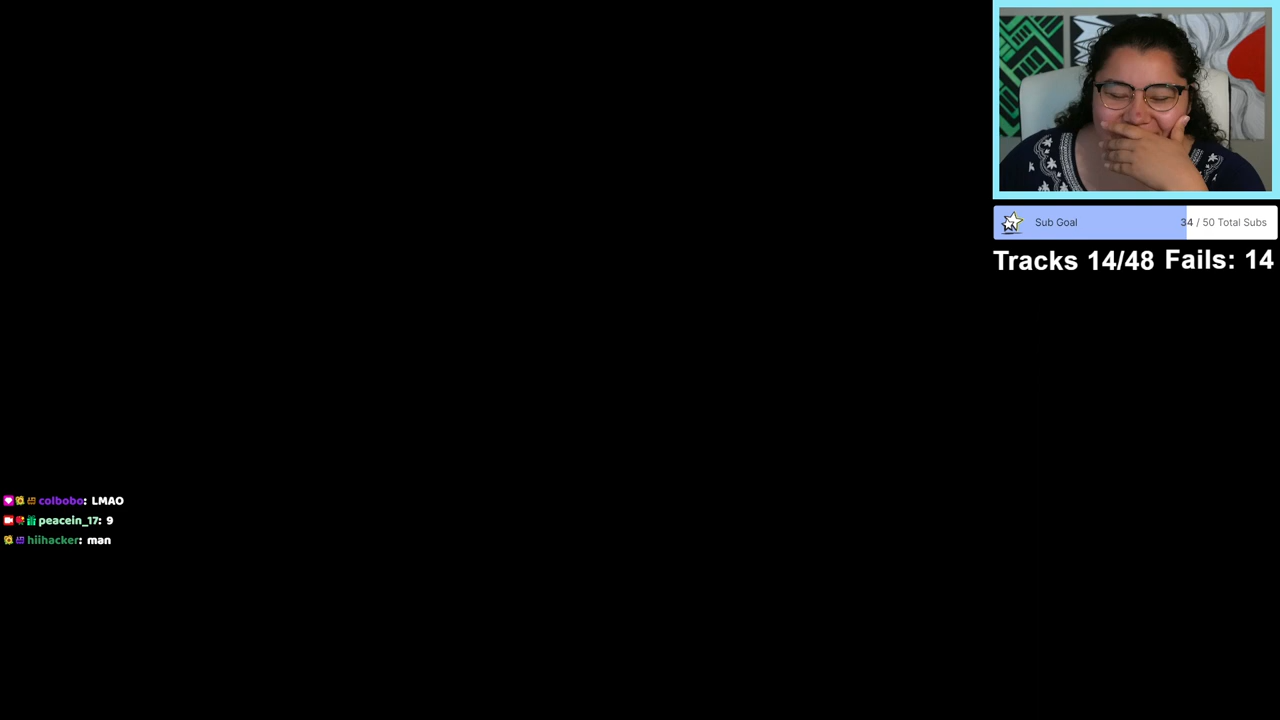 Sub Goal 34 / 50 Total Subs
Tracks 14/48 Fails: 14
colbobo: LMAO
peacein_17: 9
hiihacker: man